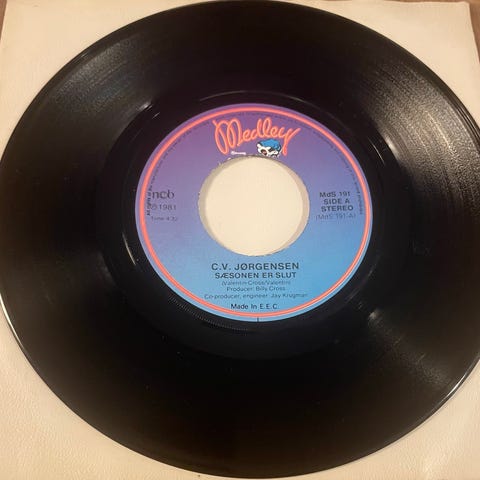 Medley
ncb
℗1981
Time 4:32
MdS 191
SIDE A
STEREO
(MdS 191-A)
C.V. JØRGENSEN
SÆSONEN ER SLUT
(Valentin-Cross/Valentin)
Producer: Billy Cross
Co-producer, engineer: Jay Krugman
Made In E.E.C.